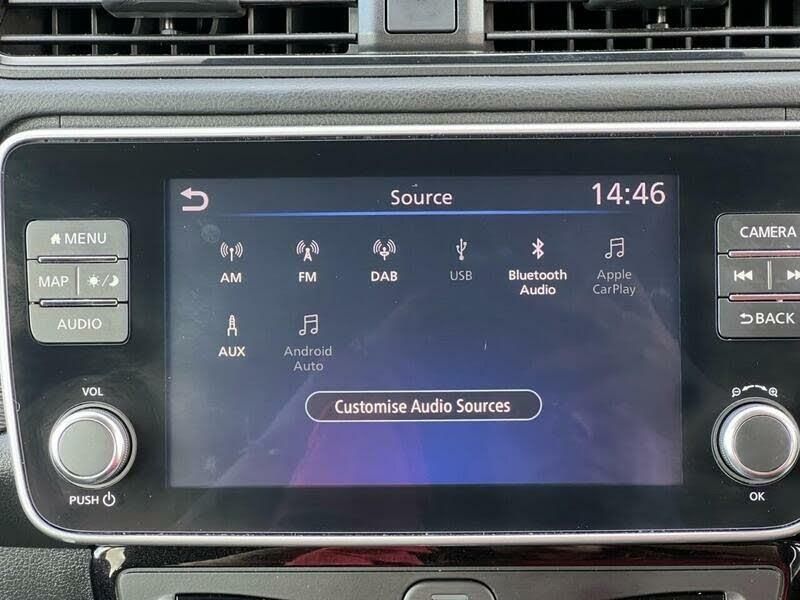 Source
14:46
AM
FM
DAB
USB
Bluetooth
Audio
Apple
CarPlay
AUX
Android
Auto
Customise Audio Sources
MENU
MAP
AUDIO
VOL
PUSH
CAMERA
BACK
OK